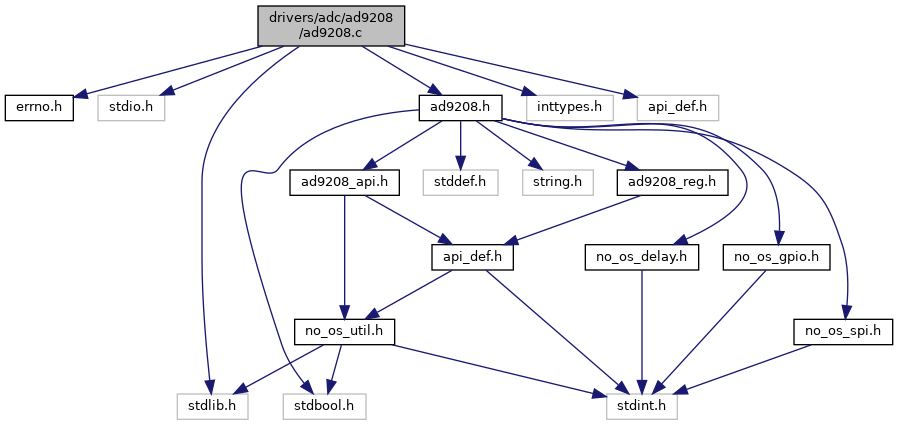 drivers/adc/ad9208
/ad9208.c
errno.h
stdio.h
ad9208.h
inttypes.h
api_def.h
ad9208_api.h
stddef.h
string.h
ad9208_reg.h
api_def.h
no_os_delay.h
no_os_gpio.h
no_os_util.h
no_os_spi.h
stdlib.h
stdbool.h
stdint.h